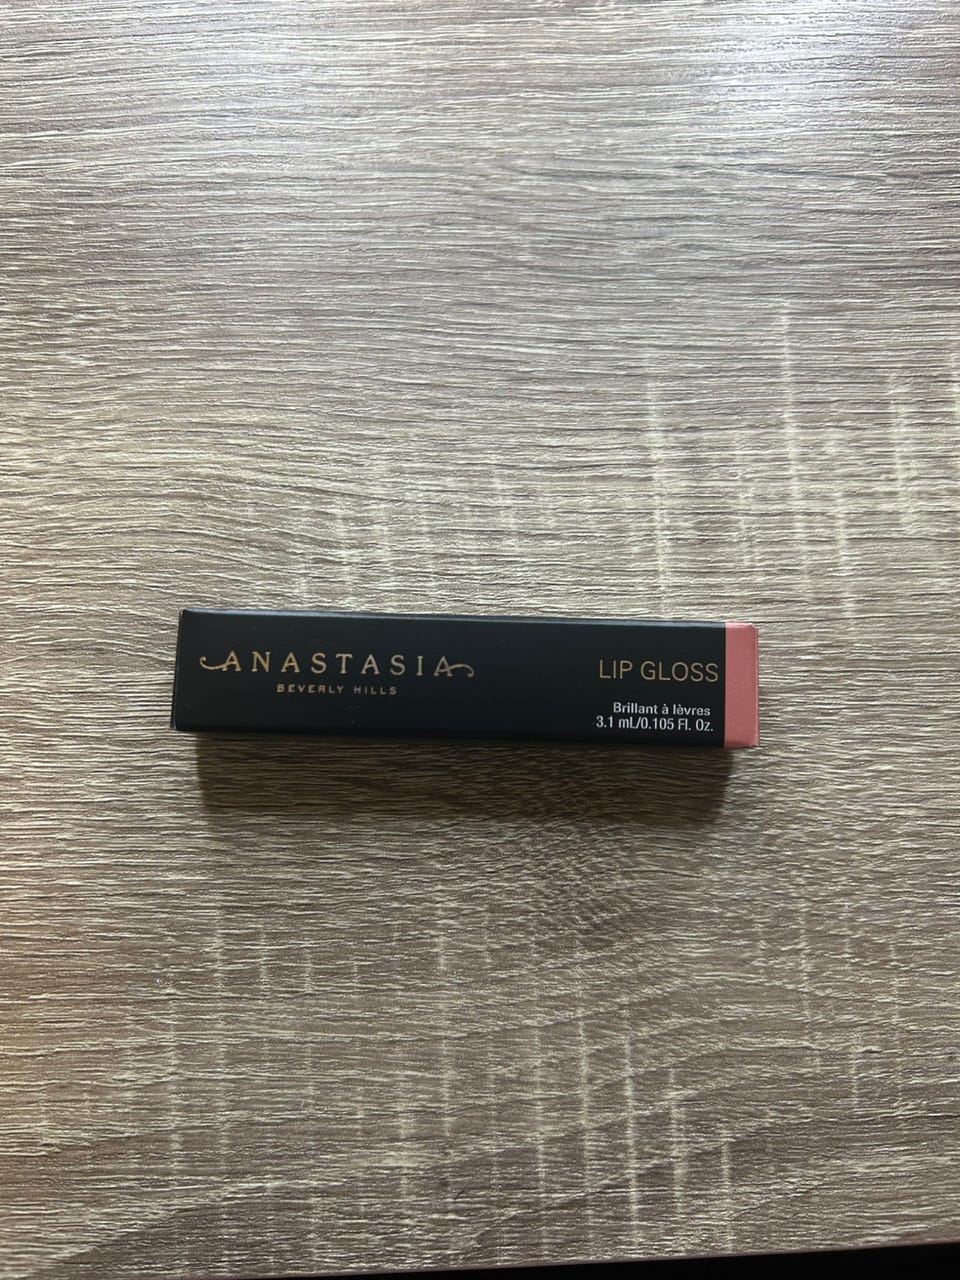 ANASTASIA
BEVERLY HILLS
LIP GLOSS
Brillant à lèvres
3.1 mL/0.105 Fl. Oz.